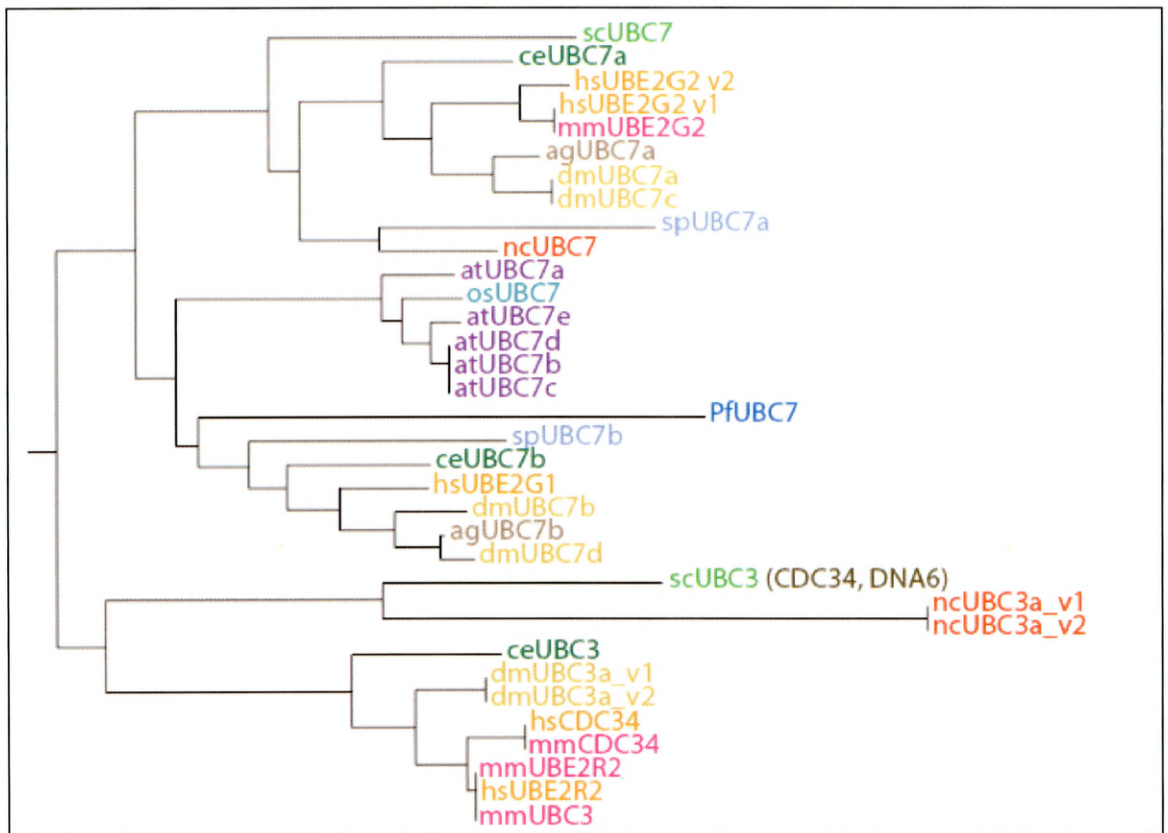 scUBC7
ceUBC7a
hsUBE2G2 v2
hsUBE2G2 v1
mmUBE2G2
agUBC7a
dmUBC7a
dmUBC7c
spUBC7a
ncUBC7
atUBC7a
osUBC7
atUBC7e
atUBC7d
atUBC7b
atUBC7c
PfUBC7
spUBC7b
ceUBC7b
hsUBE2G1
dmUBC7b
agUBC7b
dmUBC7d
scUBC3 (CDC34, DNA6)
ncUBC3a_v1
ncUBC3a_v2
ceUBC3
dmUBC3a_v1
dmUBC3a_v2
hsCDC34
mmCDC34
mmUBE2R2
hsUBE2R2
mmUBC3